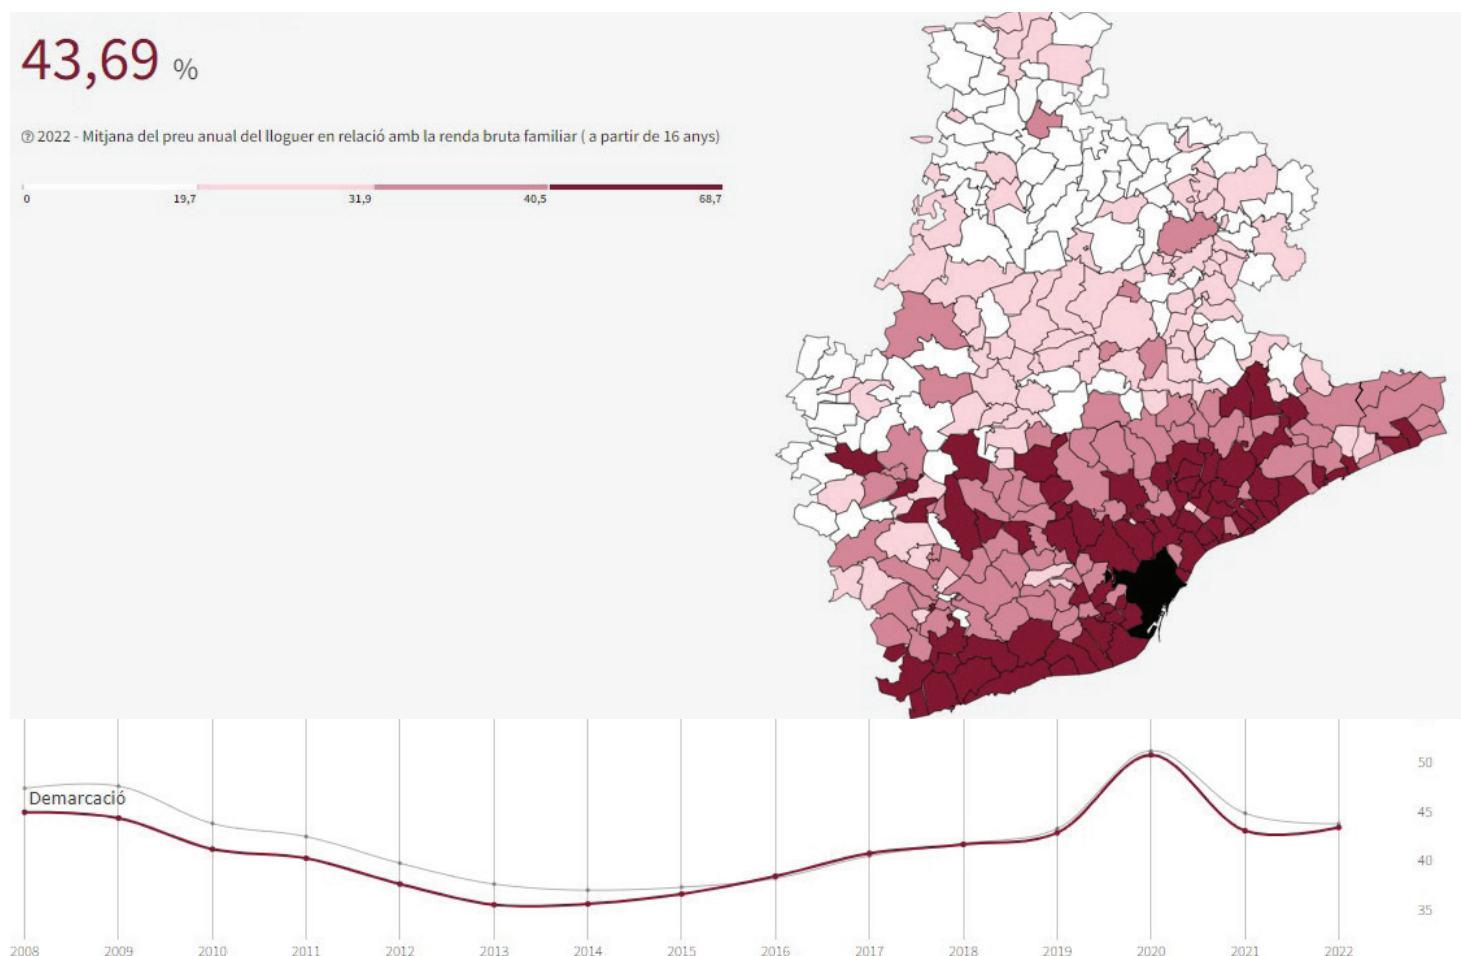 43,69 %
2022 - Mitjana del preu anual del lloguer en relació amb la renda bruta familiar ( a partir de 16 anys)
0 19,7 31,9 40,5 68,7
Demarcació
50
45
40
35
2008 2009 2010 2011 2012 2013 2014 2015 2016 2017 2018 2019 2020 2021 2022